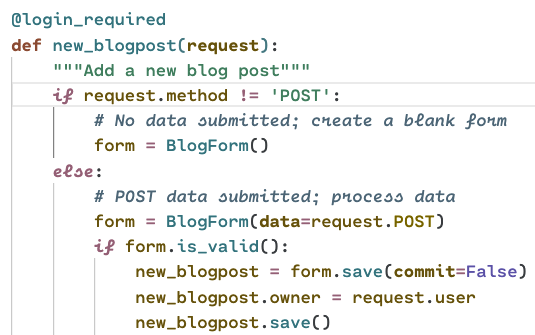 @login_required
def new_blogpost(request):
    """Add a new blog post"""
    if request.method != 'POST':
        # No data submitted; create a blank form
        form = BlogForm()
    else:
        # POST data submitted; process data
        form = BlogForm(data=request.POST)
        if form.is_valid():
            new_blogpost = form.save(commit=False)
            new_blogpost.owner = request.user
            new_blogpost.save()